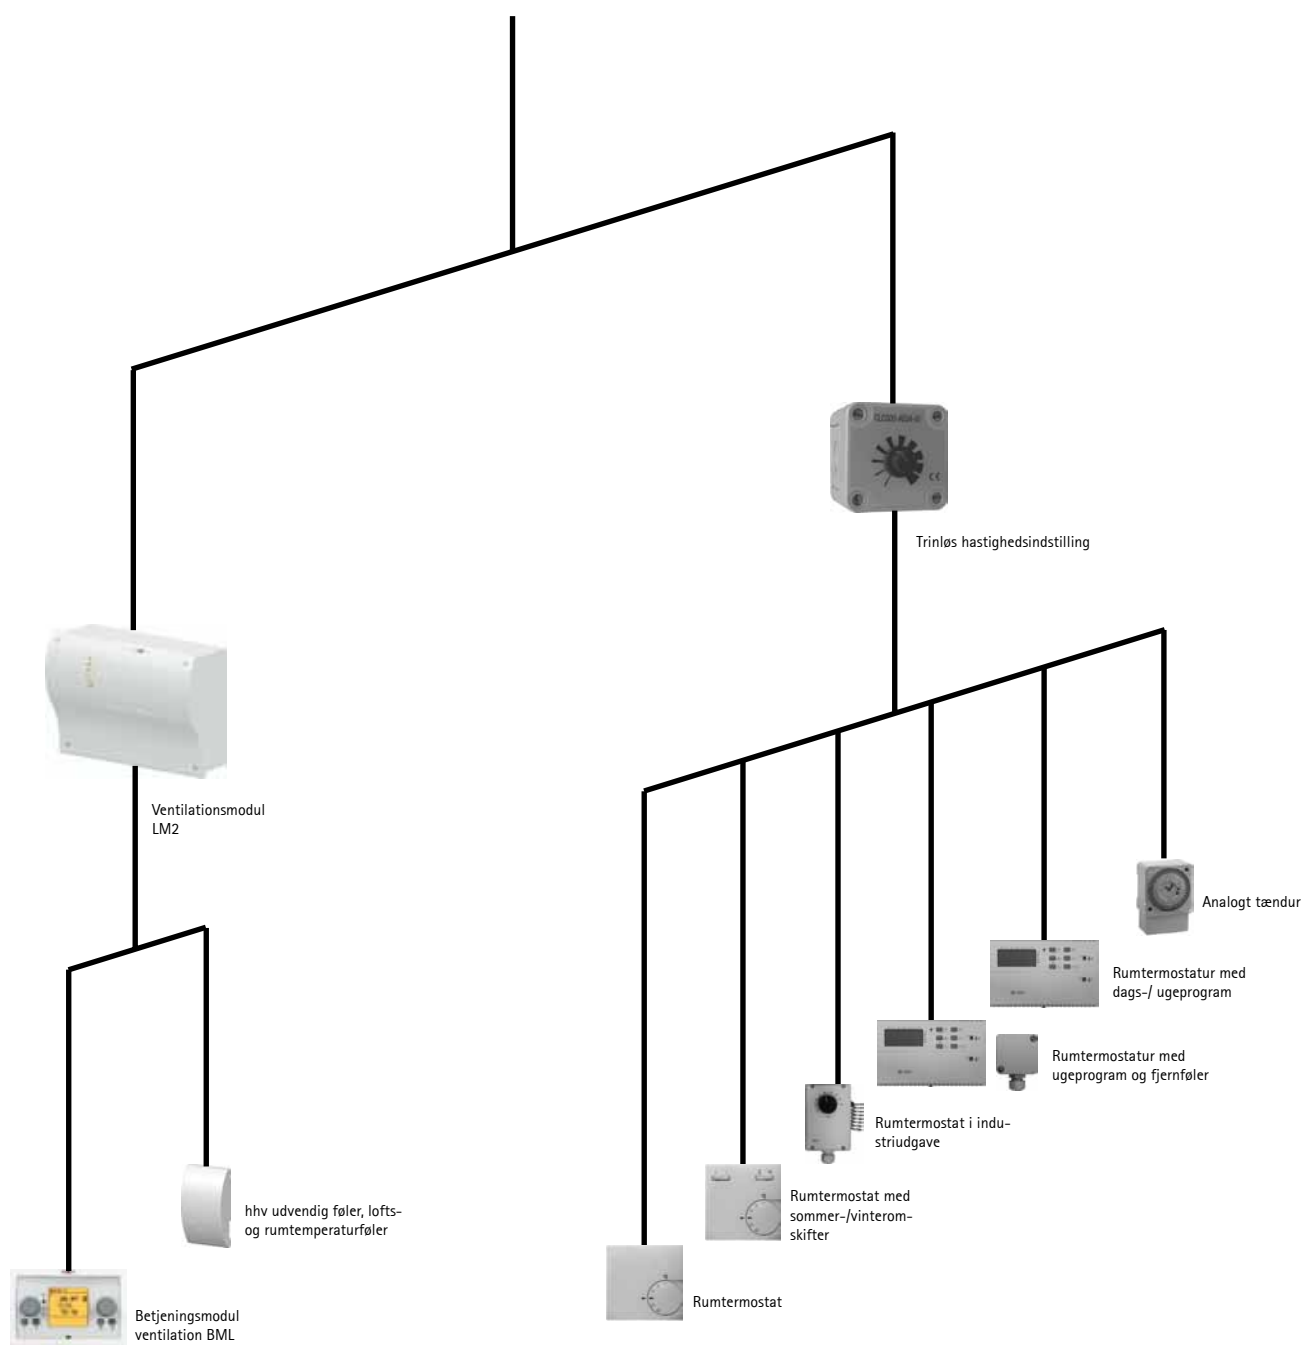 Trinløs hastighedsindstilling
Ventilationsmodul
LM2
Analogt tændur
Rumtermostatur med
dags-/ ugeprogram
Rumtermostatur med
ugeprogram og fjernføler
Rumtermostat i indu-
striudgave
Rumtermostat med
sommer-/vinterom-
skifter
hhv udvendig føler, lofts-
og rumtemperaturføler
Rumtermostat
Betjeningsmodul
ventilation BML